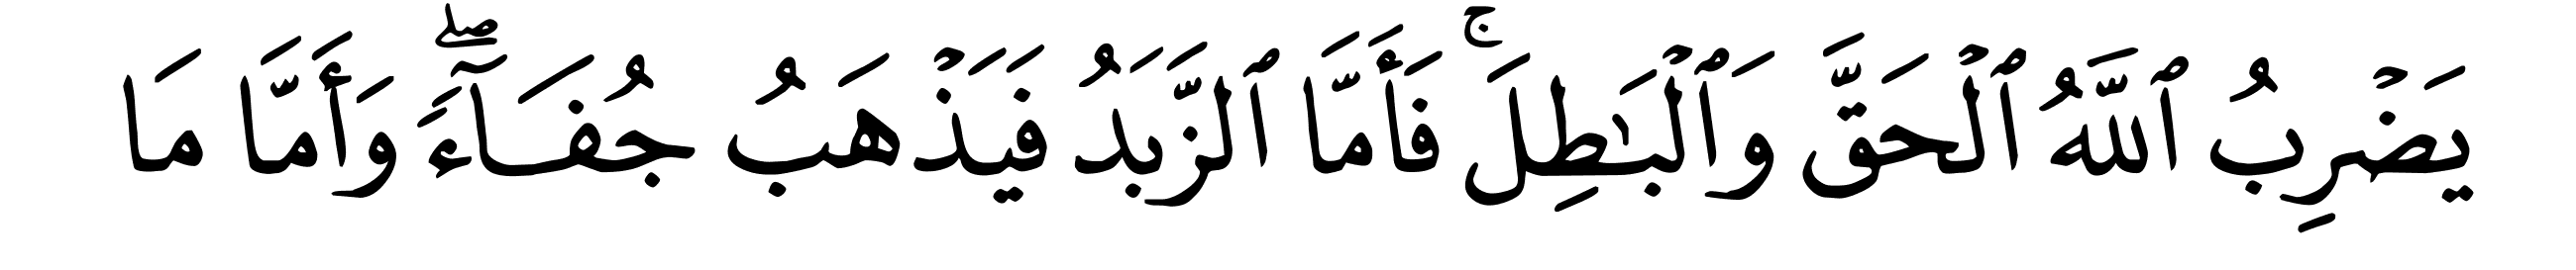 يَضۡرِبُ ٱللَّهُ ٱلۡحَقَّ وَٱلۡبَٰطِلَۚ فَأَمَّا ٱلزَّبَدُ فَيَذۡهَبُ جُفَآءٗۖ وَأَمَّا مَا